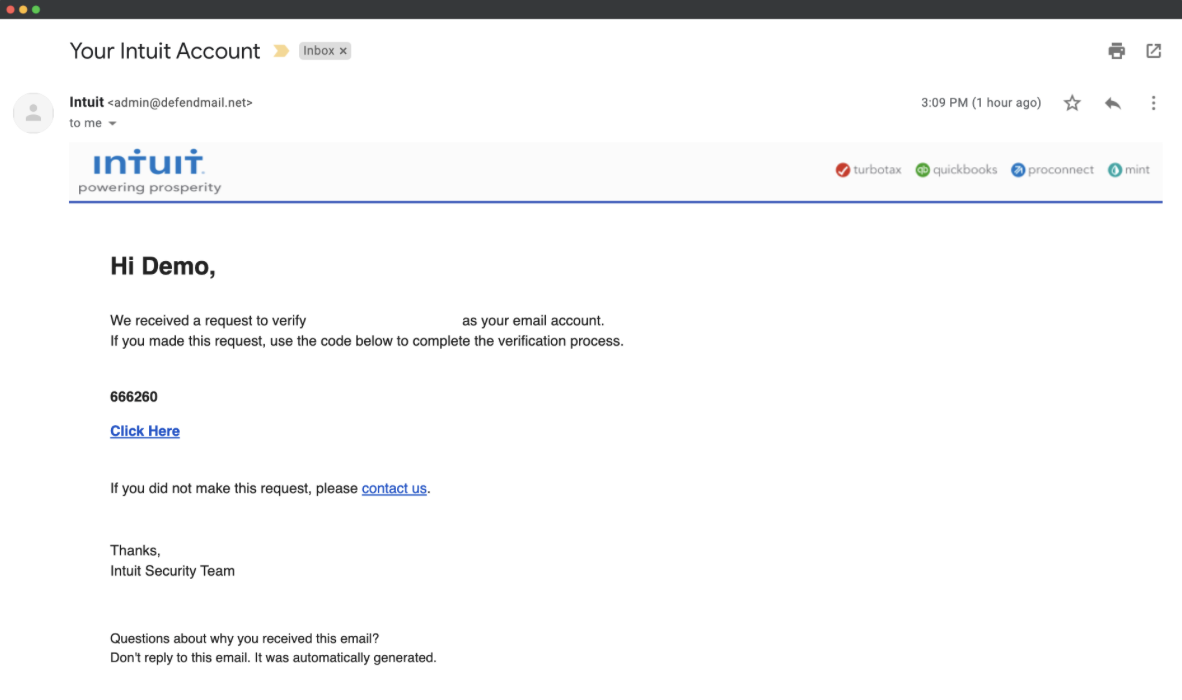 Your Intuit Account Inbox ×
Intuit <admin@defendmail.net> 3:09 PM (1 hour ago)
to me
intuit.
powering prosperity
turbotax qb quickbooks proconnect mint
Hi Demo,
We received a request to verify as your email account.
If you made this request, use the code below to complete the verification process.
666260
Click Here
If you did not make this request, please contact us.
Thanks,
Intuit Security Team
Questions about why you received this email?
Don't reply to this email. It was automatically generated.